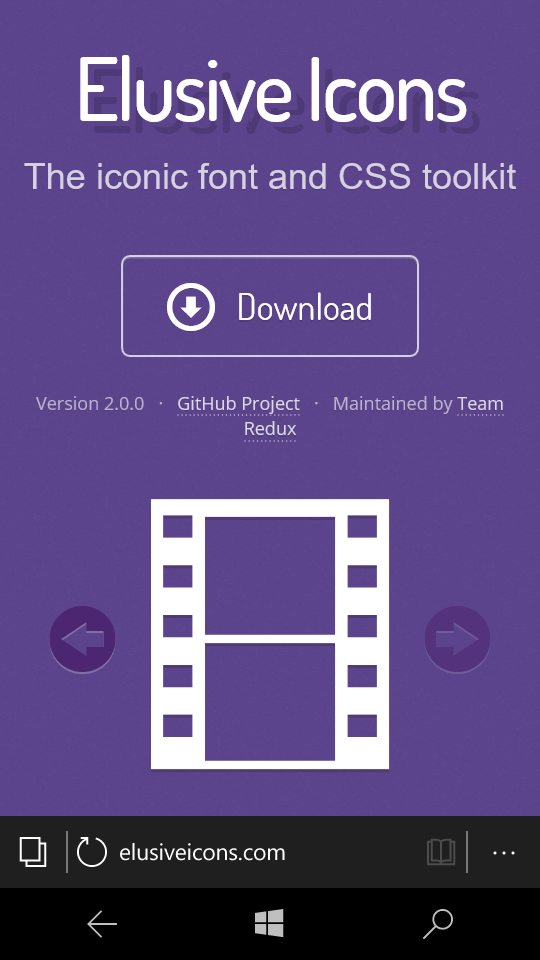 Elusive Icons
The iconic font and CSS toolkit
Download
Version 2.0.0 · GitHub Project · Maintained by Team
Redux
elusiveicons.com